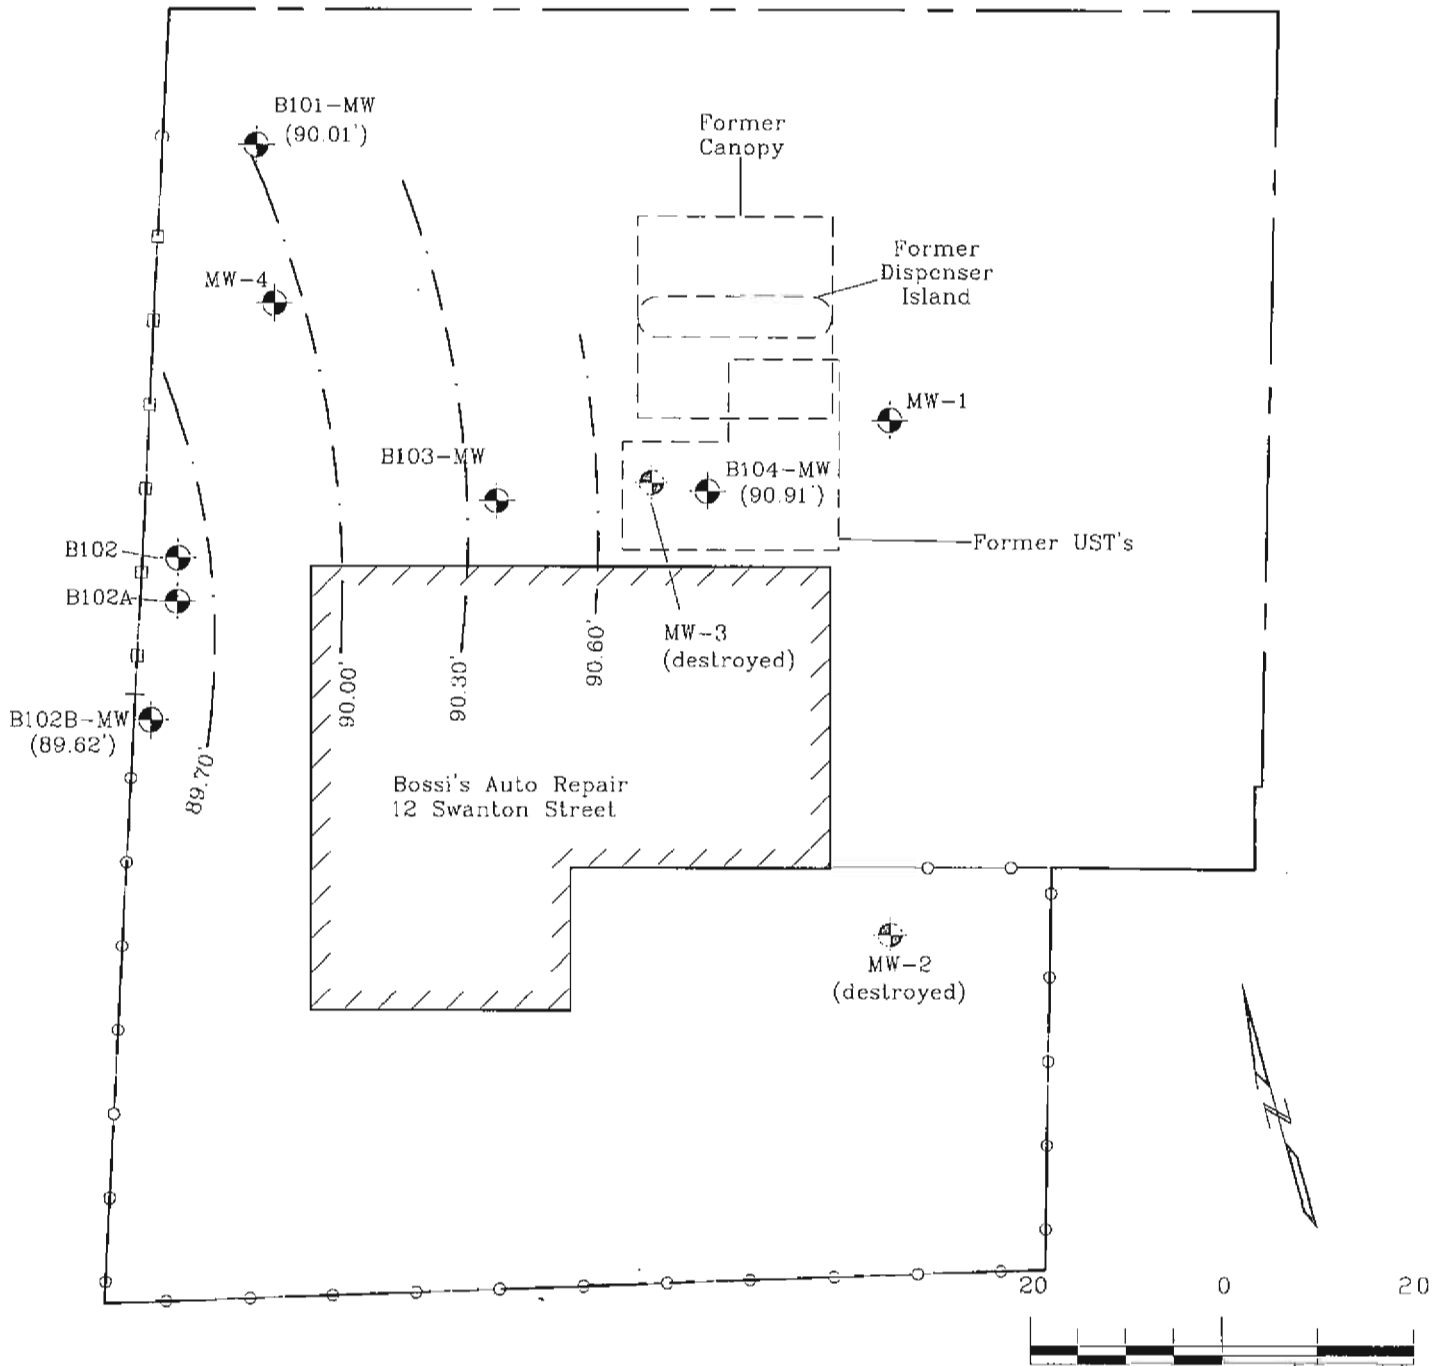 B101-MW
(90.01')
Former
Canopy
Former
Dispenser
Island
MW-4
MW-1
B103-MW
B104-MW
(90.91')
Former UST's
B102
B102A
MW-3
(destroyed)
90.00'
90.30'
90.60'
B102B-MW
(89.62')
89.70'
Bossi's Auto Repair
12 Swanton Street
MW-2
(destroyed)
N
20 0 20